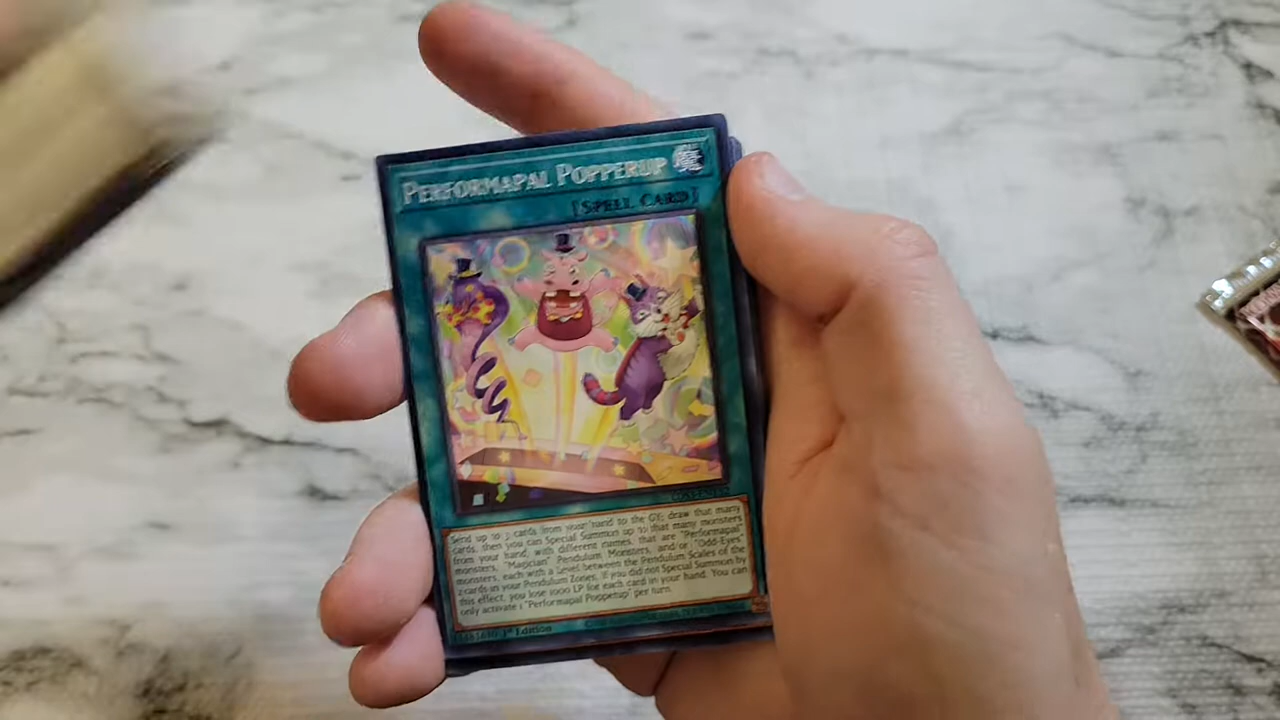 PERFORMAPAL POPPERUP
[SPELL CARD]
Send up to 3 cards from your hand to the GY; draw that many
cards, then you can Special Summon up to that many monsters
from your hand, with different names, that are "Performapal"
monsters, "Magician" Pendulum Monsters, and/or "Odd-Eyes"
monsters, each with a Level between the Pendulum Scales of the
2 cards in your Pendulum Zones. If you did not Special Summon by
this effect, you lose 1000 LP for each card in your hand. You can
only activate 1 "Performapal Popperup" per turn.
1st Edition